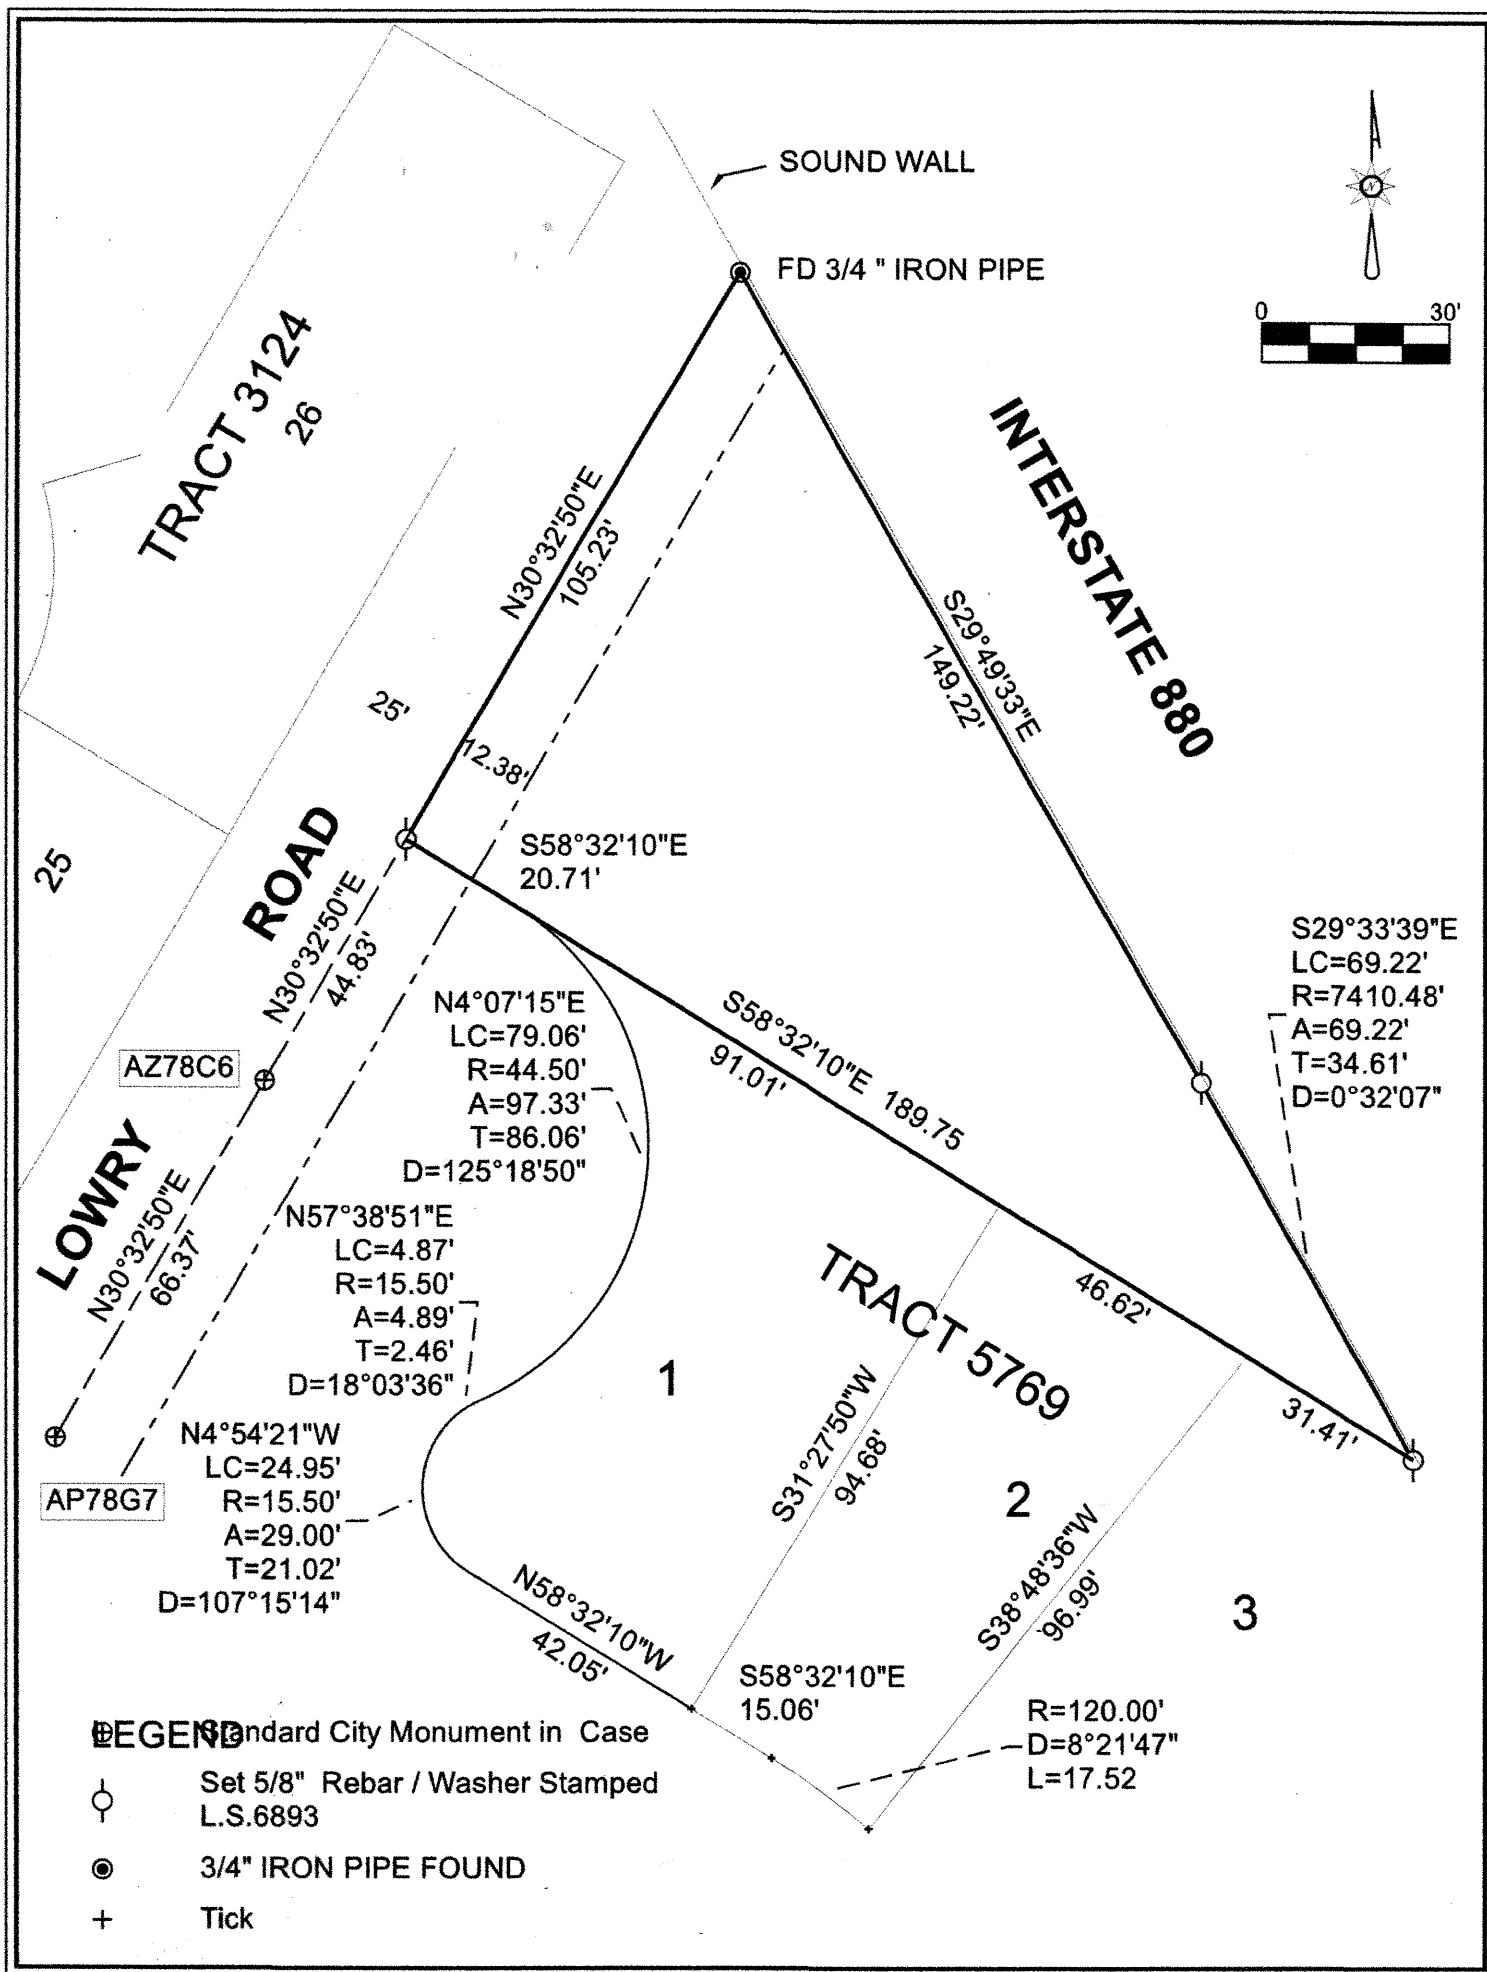 SOUND WALL
N
FD 3/4 " IRON PIPE
0 30'
TRACT 3124
26
INTERSTATE 880
N30°32'50"E
105.23'
S29°49'33"E
149.22'
25'
12.38'
25
LOWRY ROAD
S58°32'10"E
20.71'
N30°32'50"E
44.83'
S29°33'39"E
LC=69.22'
R=7410.48'
A=69.22'
T=34.61'
D=0°32'07"
N4°07'15"E
LC=79.06'
R=44.50'
A=97.33'
T=86.06'
D=125°18'50"
S58°32'10"E 189.75
91.01'
AZ78C6
N30°32'50"E
66.37'
N57°38'51"E
LC=4.87'
R=15.50'
A=4.89'
T=2.46'
D=18°03'36"
TRACT 5769
46.62'
31.41'
1
S31°27'50"W
94.68'
2
S38°48'36"W
96.99'
3
AP78G7
N4°54'21"W
LC=24.95'
R=15.50'
A=29.00'
T=21.02'
D=107°15'14"
N58°32'10"W
42.05'
S58°32'10"E
15.06'
R=120.00'
D=8°21'47"
L=17.52
LEGEND
Standard City Monument in Case
Set 5/8" Rebar / Washer Stamped
L.S.6893
3/4" IRON PIPE FOUND
Tick